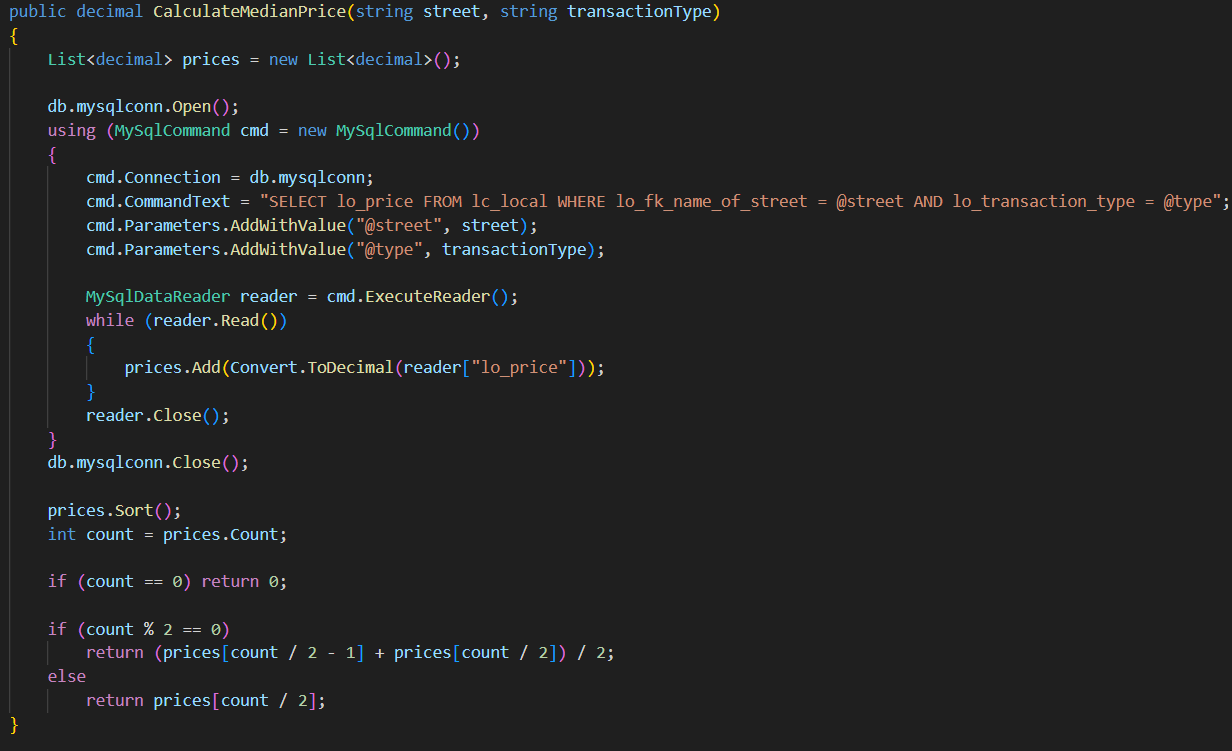 public decimal CalculateMedianPrice(string street, string transactionType)
{
    List<decimal> prices = new List<decimal>();

    db.mysqlconn.Open();
    using (MySqlCommand cmd = new MySqlCommand())
    {
        cmd.Connection = db.mysqlconn;
        cmd.CommandText = "SELECT lo_price FROM lc_local WHERE lo_fk_name_of_street = @street AND lo_transaction_type = @type";
        cmd.Parameters.AddWithValue("@street", street);
        cmd.Parameters.AddWithValue("@type", transactionType);

        MySqlDataReader reader = cmd.ExecuteReader();
        while (reader.Read())
        {
            prices.Add(Convert.ToDecimal(reader["lo_price"]));
        }
        reader.Close();
    }
    db.mysqlconn.Close();

    prices.Sort();
    int count = prices.Count;

    if (count == 0) return 0;

    if (count % 2 == 0)
        return (prices[count / 2 - 1] + prices[count / 2]) / 2;
    else
        return prices[count / 2];
}